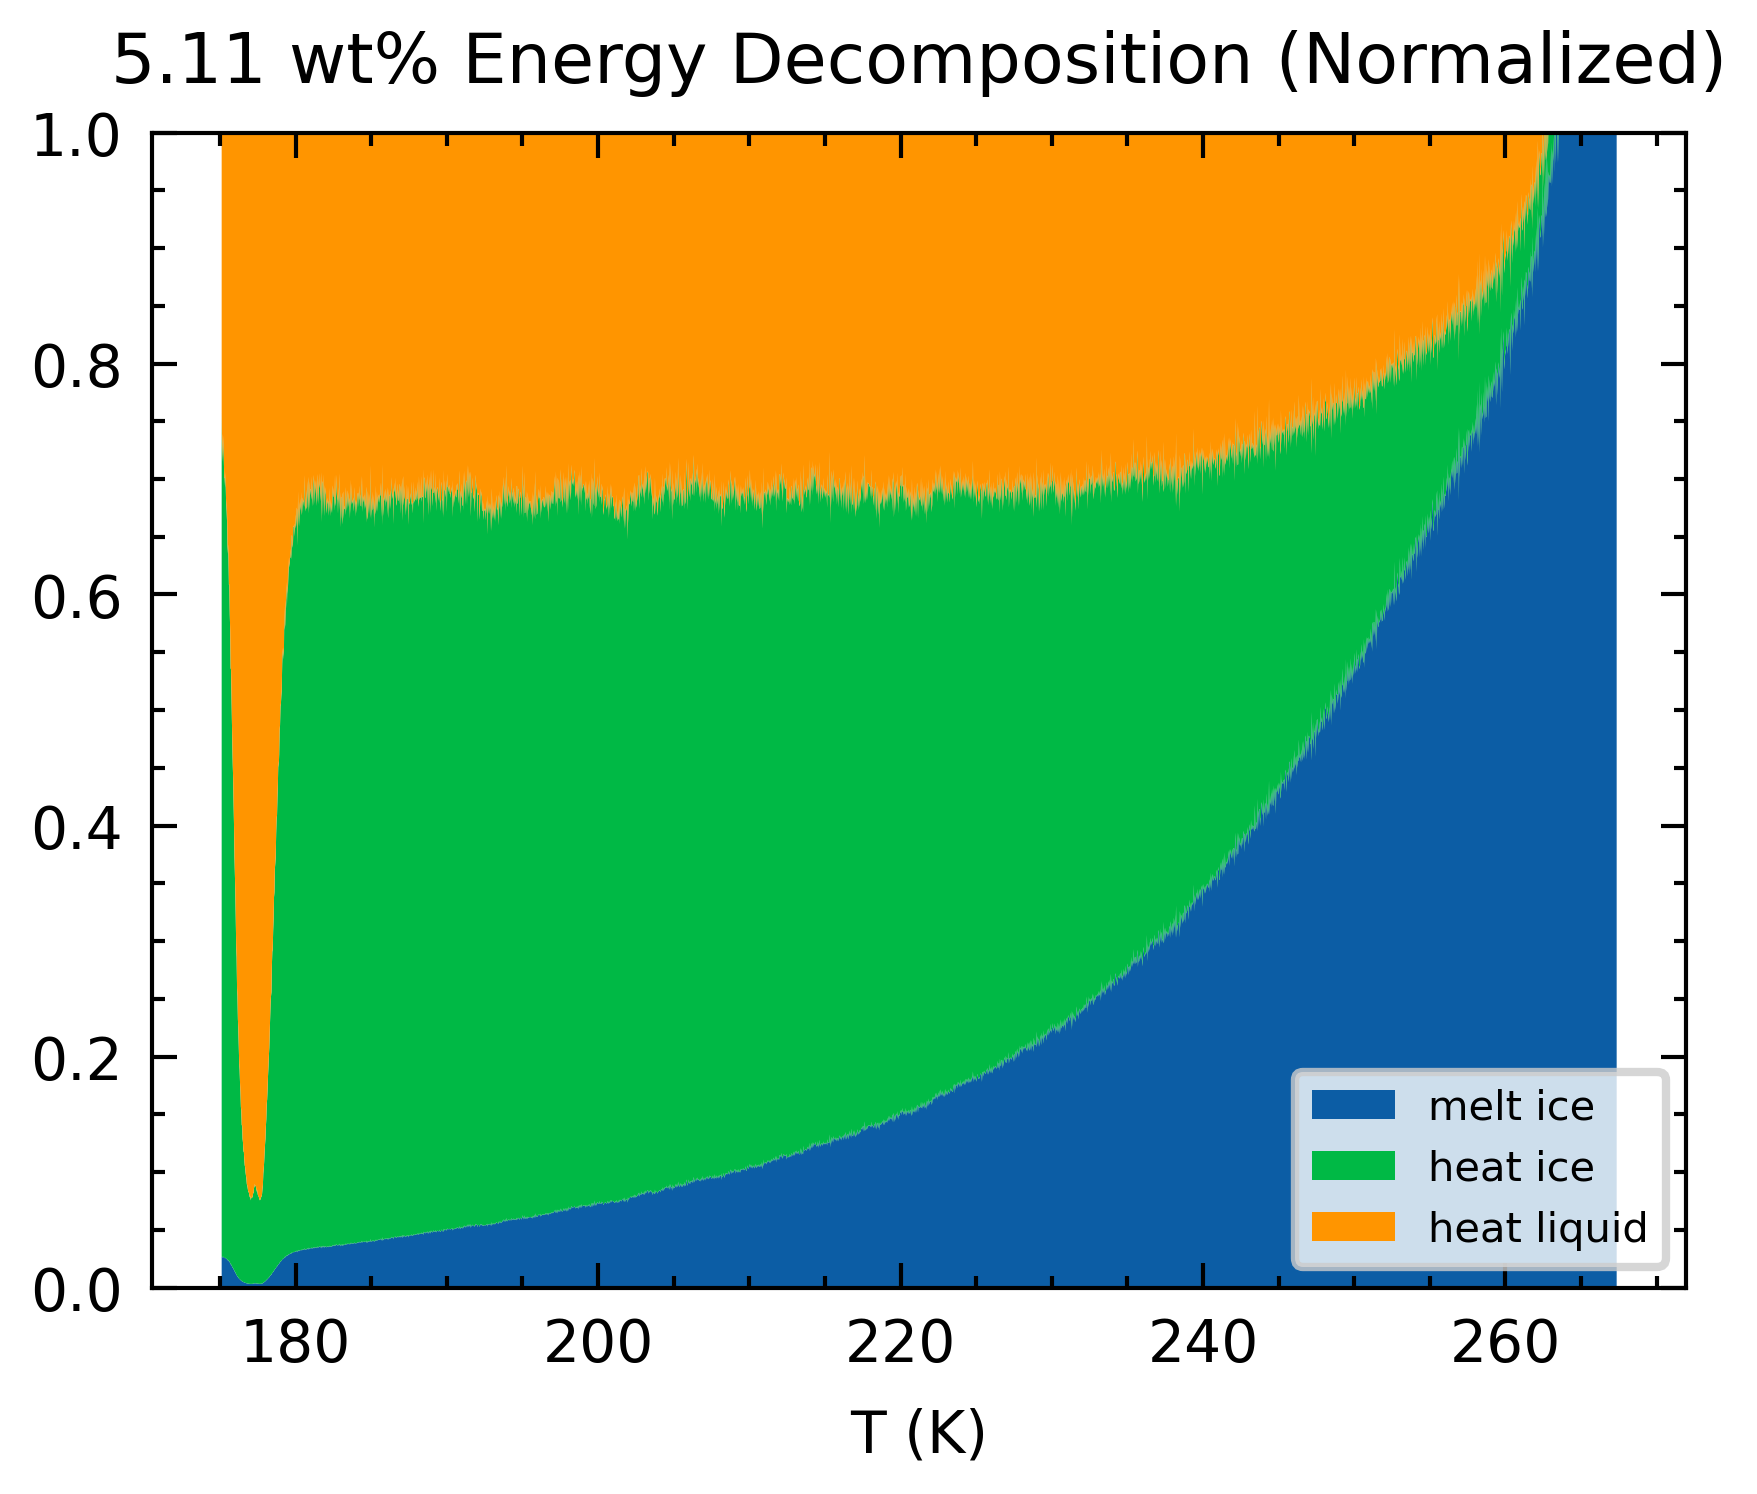 5.11 wt% Energy Decomposition (Normalized)
1.0
0.8
0.6
0.4
0.2
0.0
melt ice
heat ice
heat liquid
180 200 220 240 260
T (K)